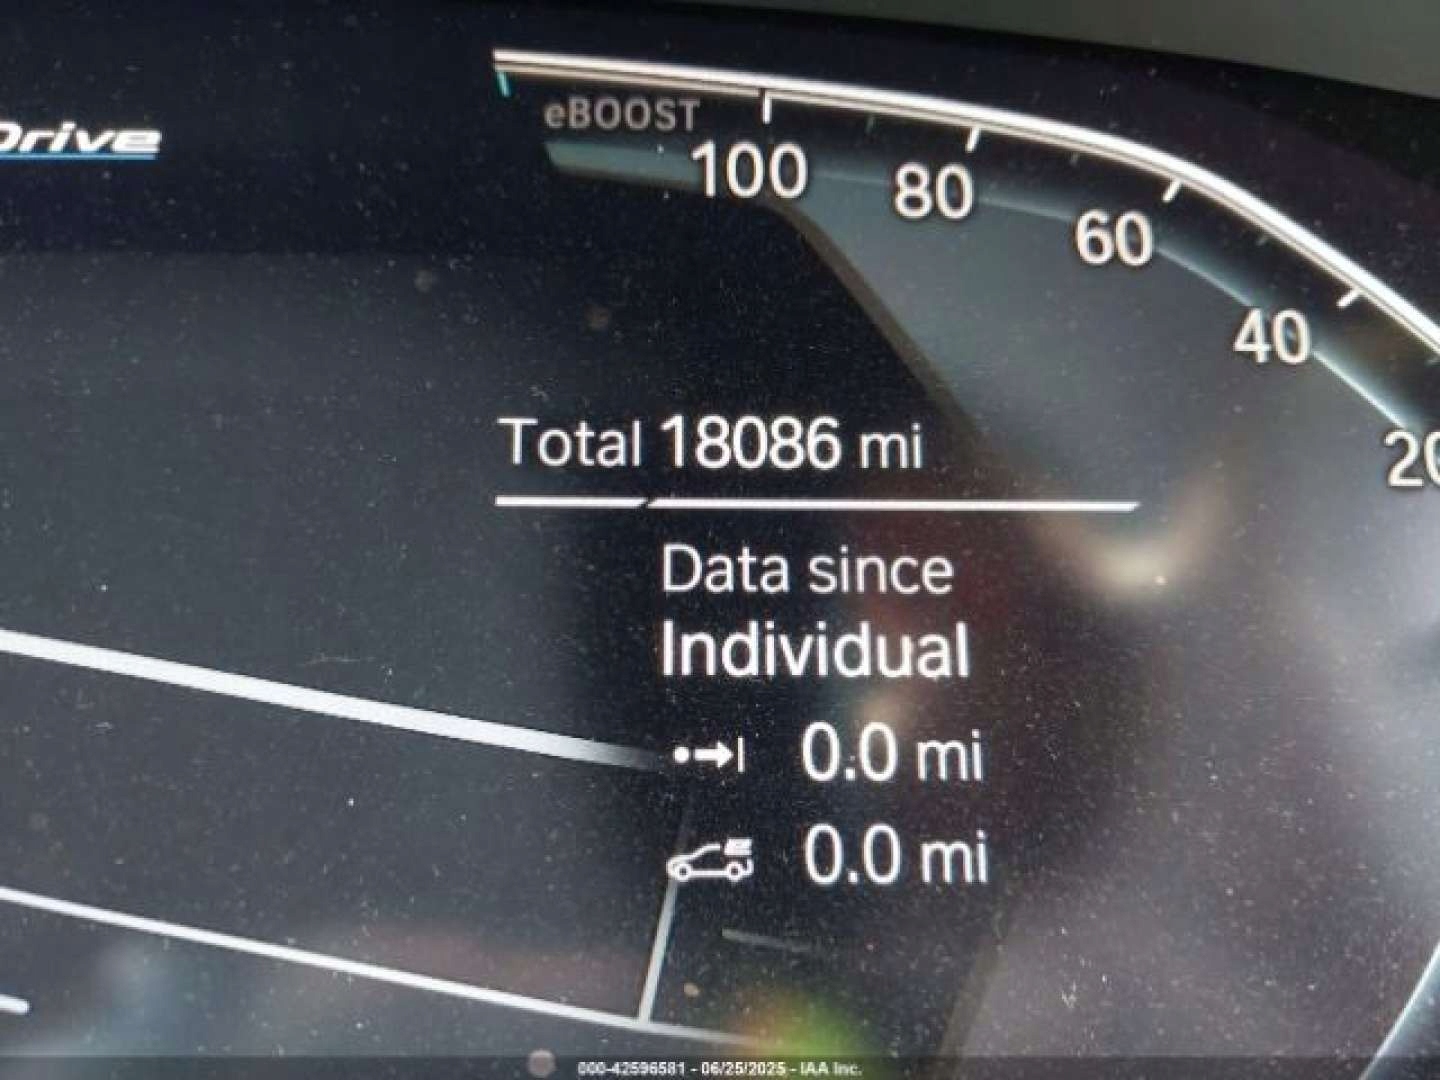 Drive
eBOOST
100
80
60
40
20
Total 18086 mi
Data since
Individual
0.0 mi
0.0 mi
000-42596581 - 06/25/2025 - IAA Inc.